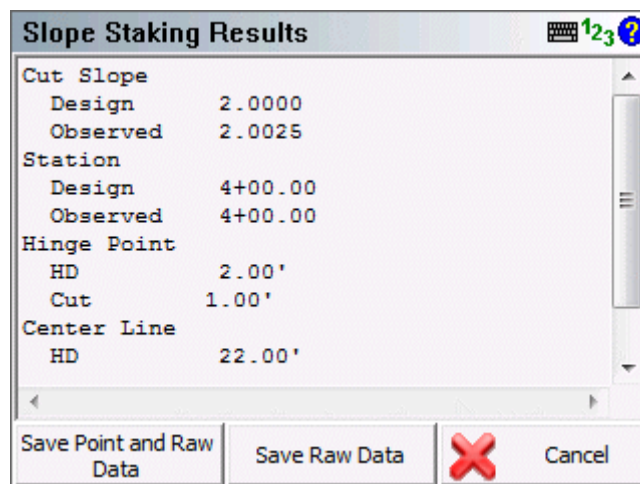 Slope Staking Results 123 ?
Cut Slope
Design 2.0000
Observed 2.0025
Station
Design 4+00.00
Observed 4+00.00
Hinge Point
HD 2.00'
Cut 1.00'
Center Line
HD 22.00'
Save Point and Raw
Data
Save Raw Data
Cancel